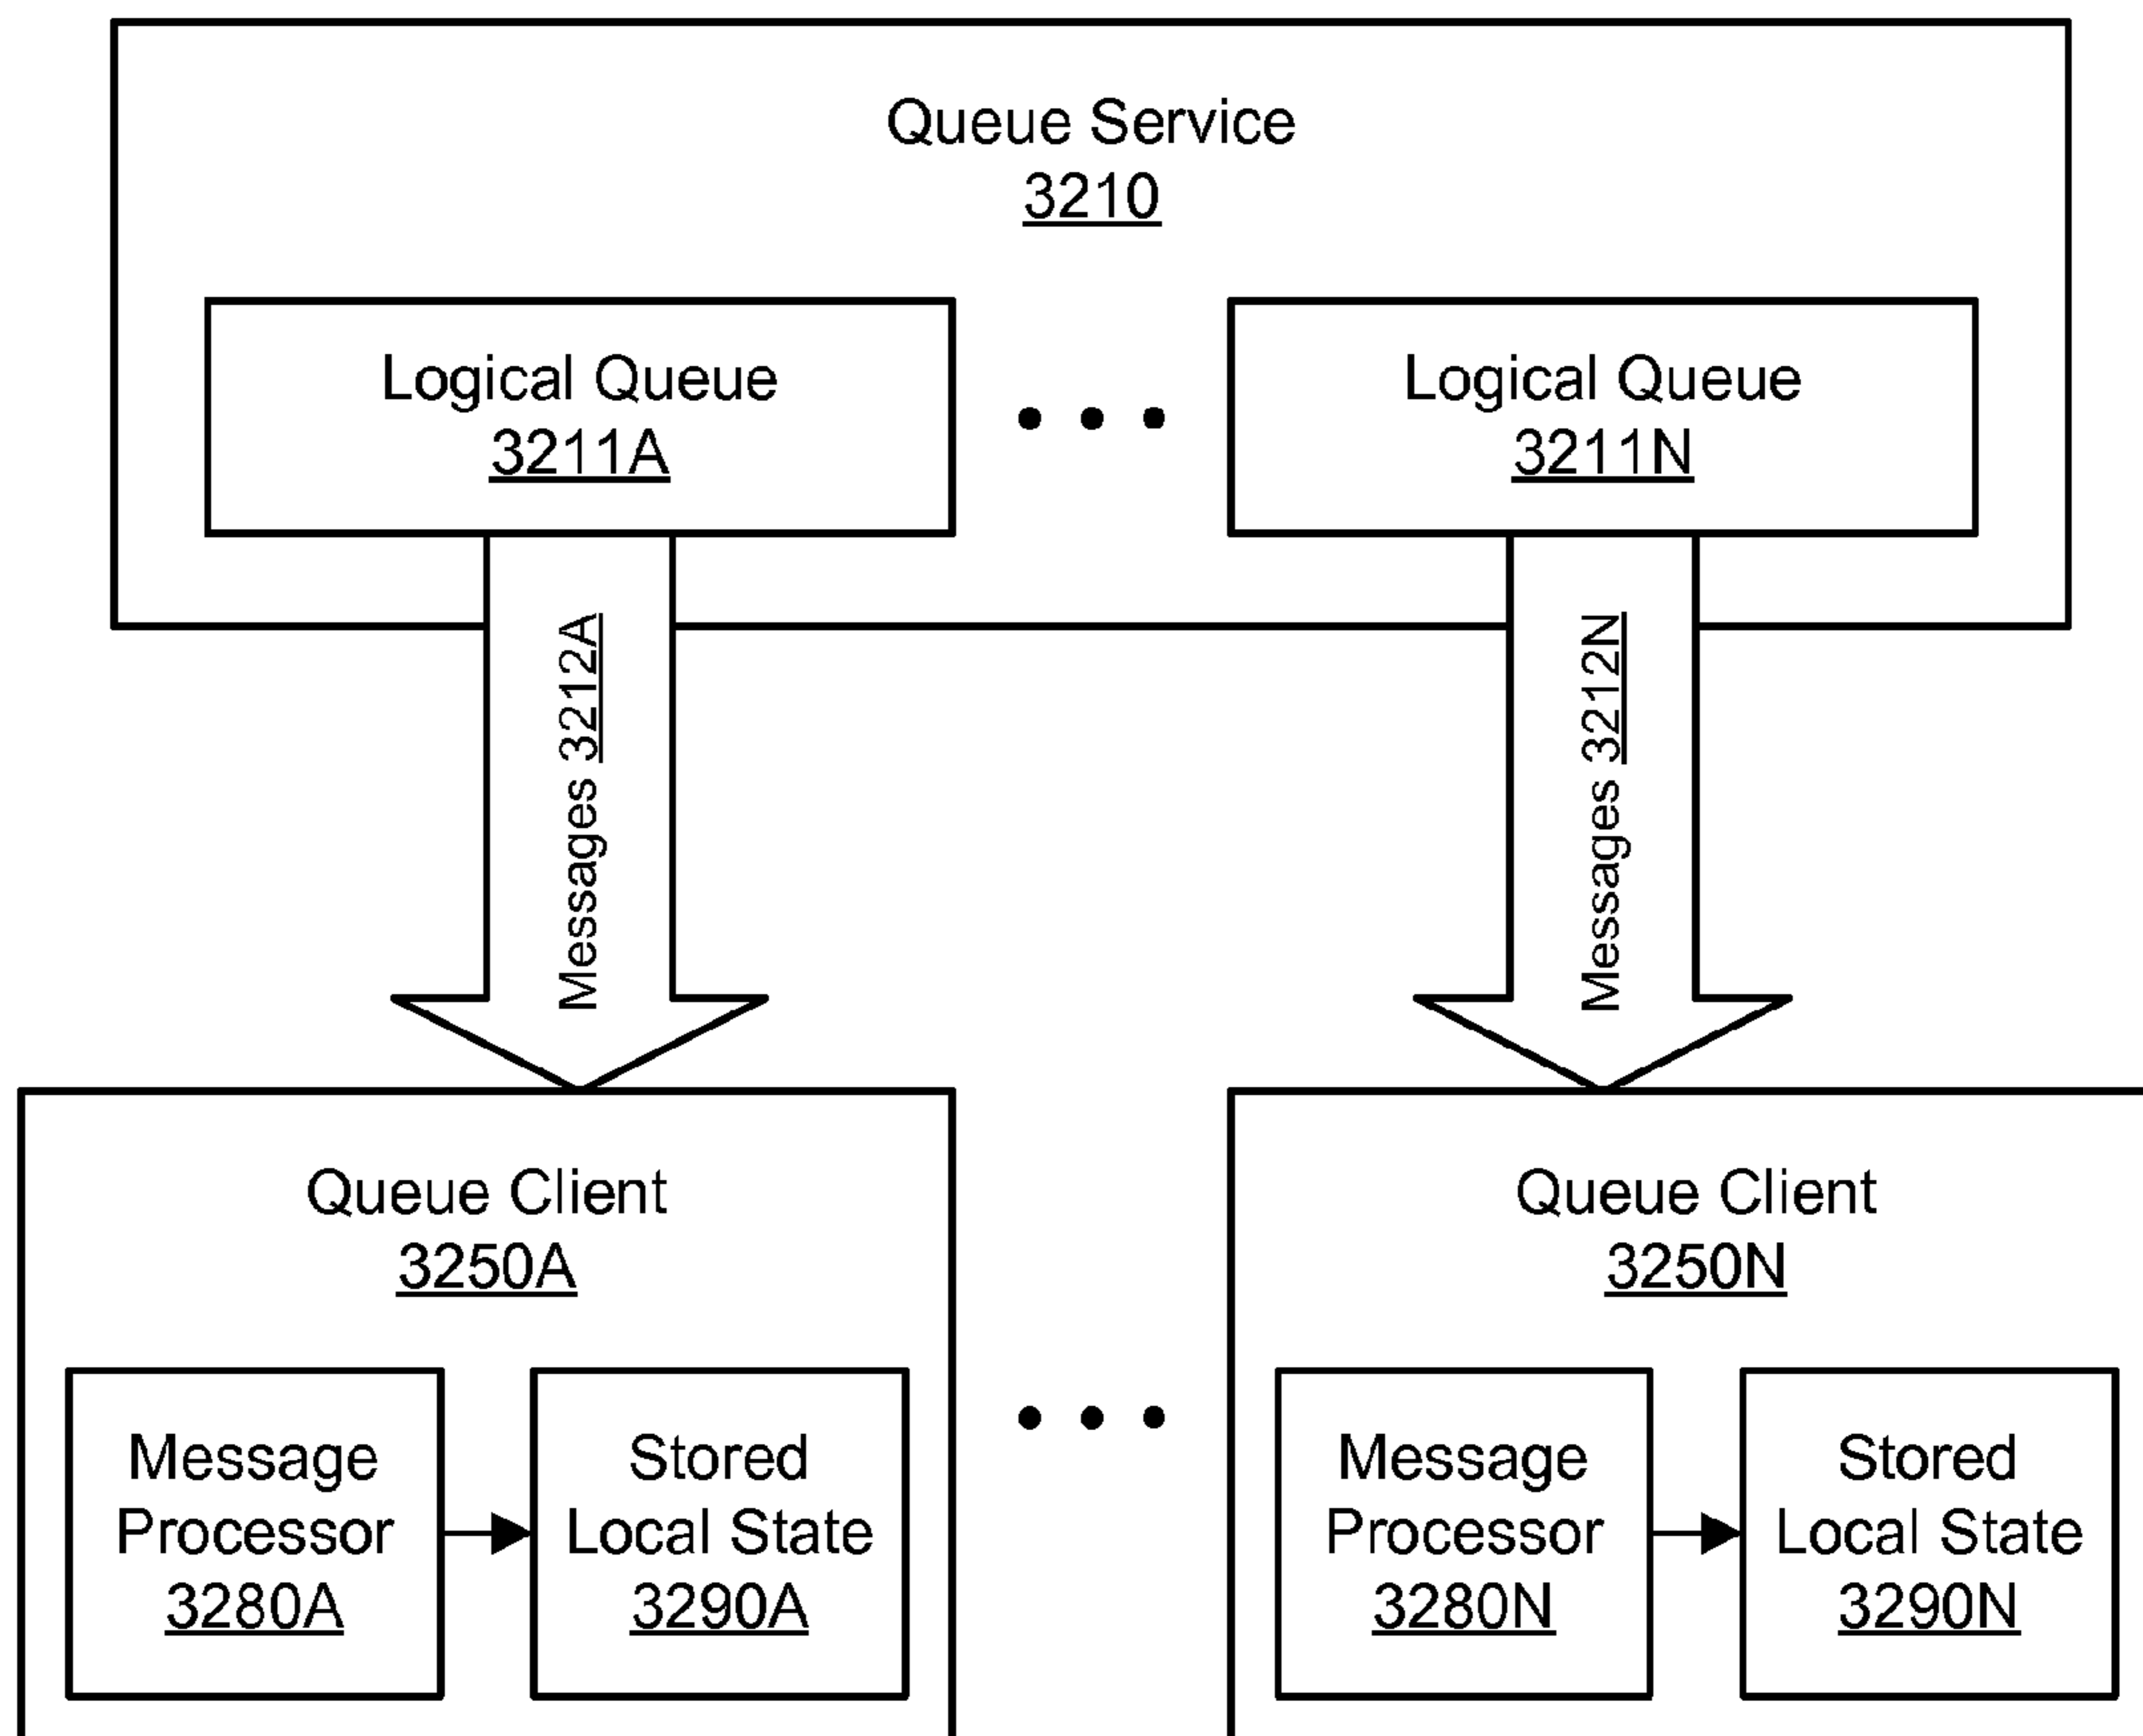 Queue Service
3210
Logical Queue
3211A
Logical Queue
3211N
Messages 3212A
Messages 3212N
Queue Client
3250A
Queue Client
3250N
Message
Processor
3280A
Stored
Local State
3290A
Message
Processor
3280N
Stored
Local State
3290N